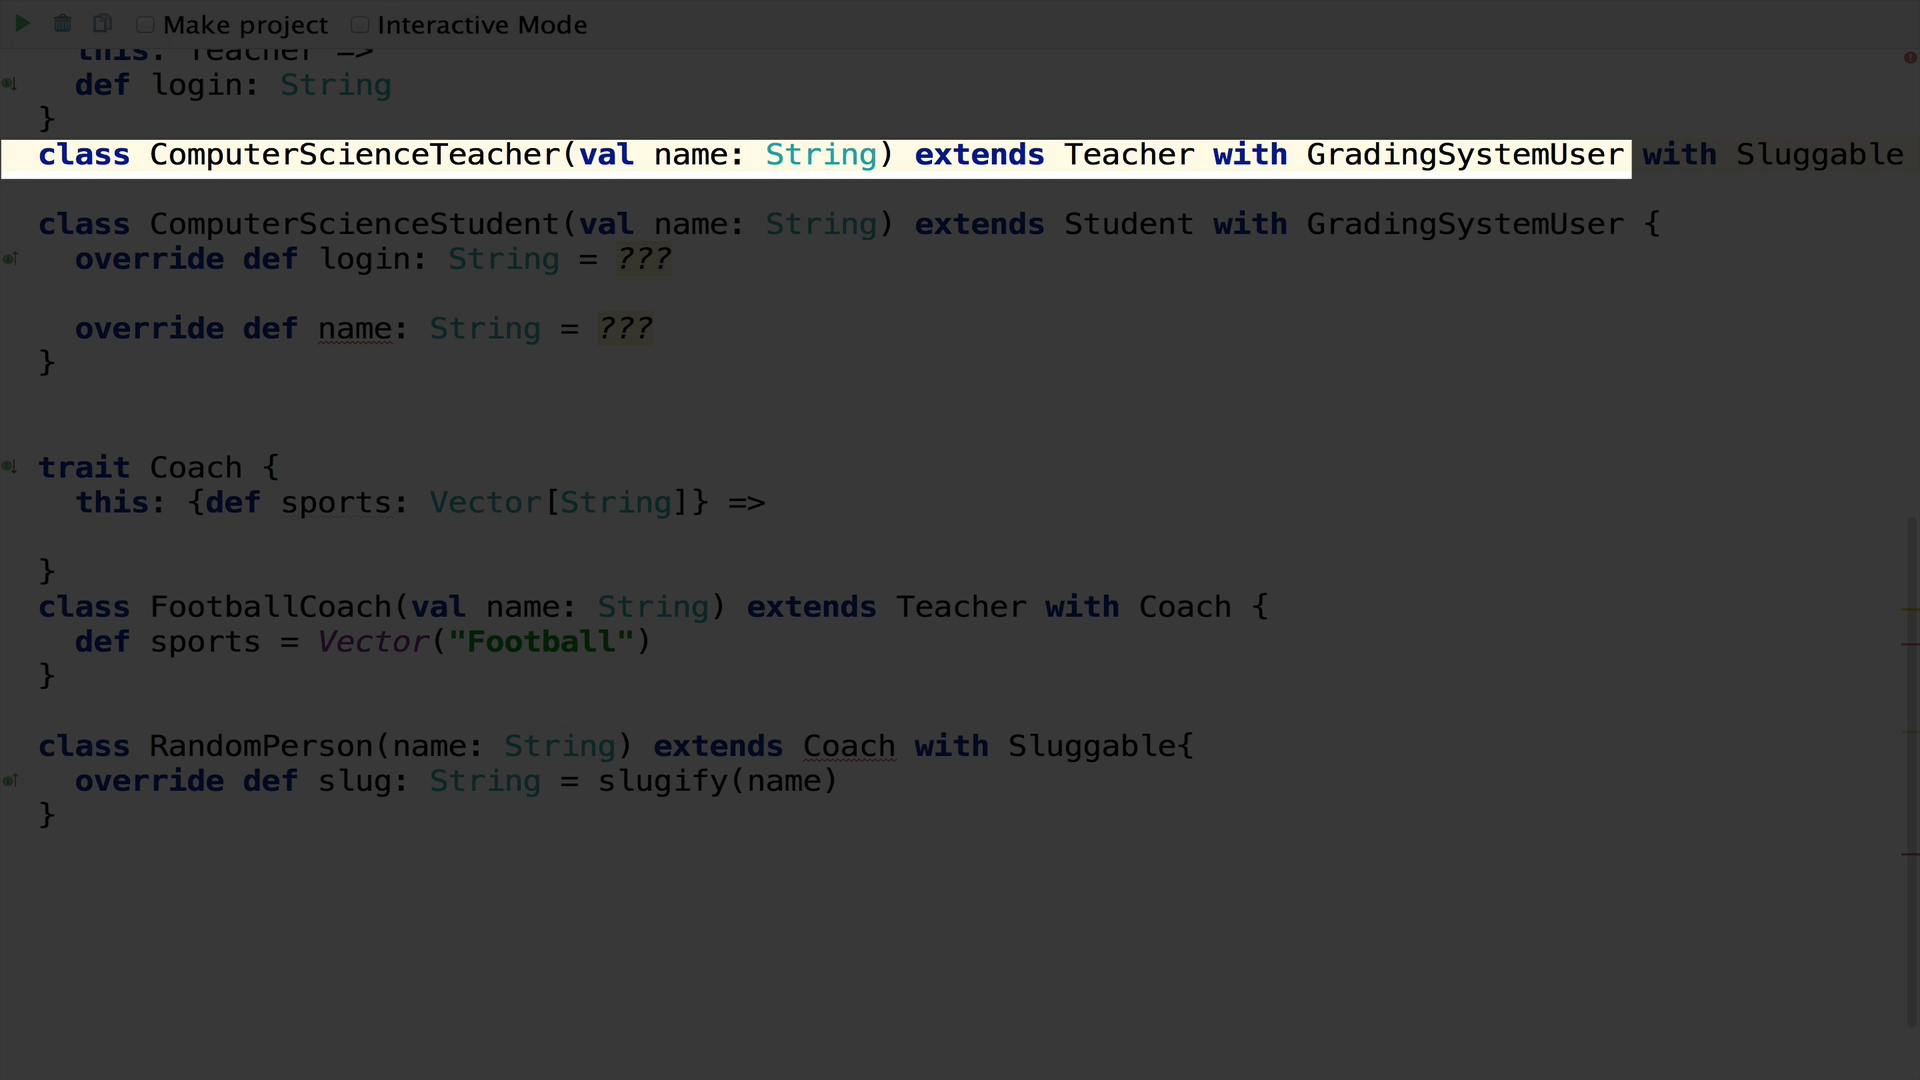 Make project Interactive Mode
this: Teacher =>
def login: String
}
class ComputerScienceTeacher(val name: String) extends Teacher with GradingSystemUser with Sluggable
class ComputerScienceStudent(val name: String) extends Student with GradingSystemUser {
override def login: String = ???
override def name: String = ???
}
trait Coach {
this: {def sports: Vector[String]} =>
}
class FootballCoach(val name: String) extends Teacher with Coach {
def sports = Vector("Football")
}
class RandomPerson(name: String) extends Coach with Sluggable{
override def slug: String = slugify(name)
}